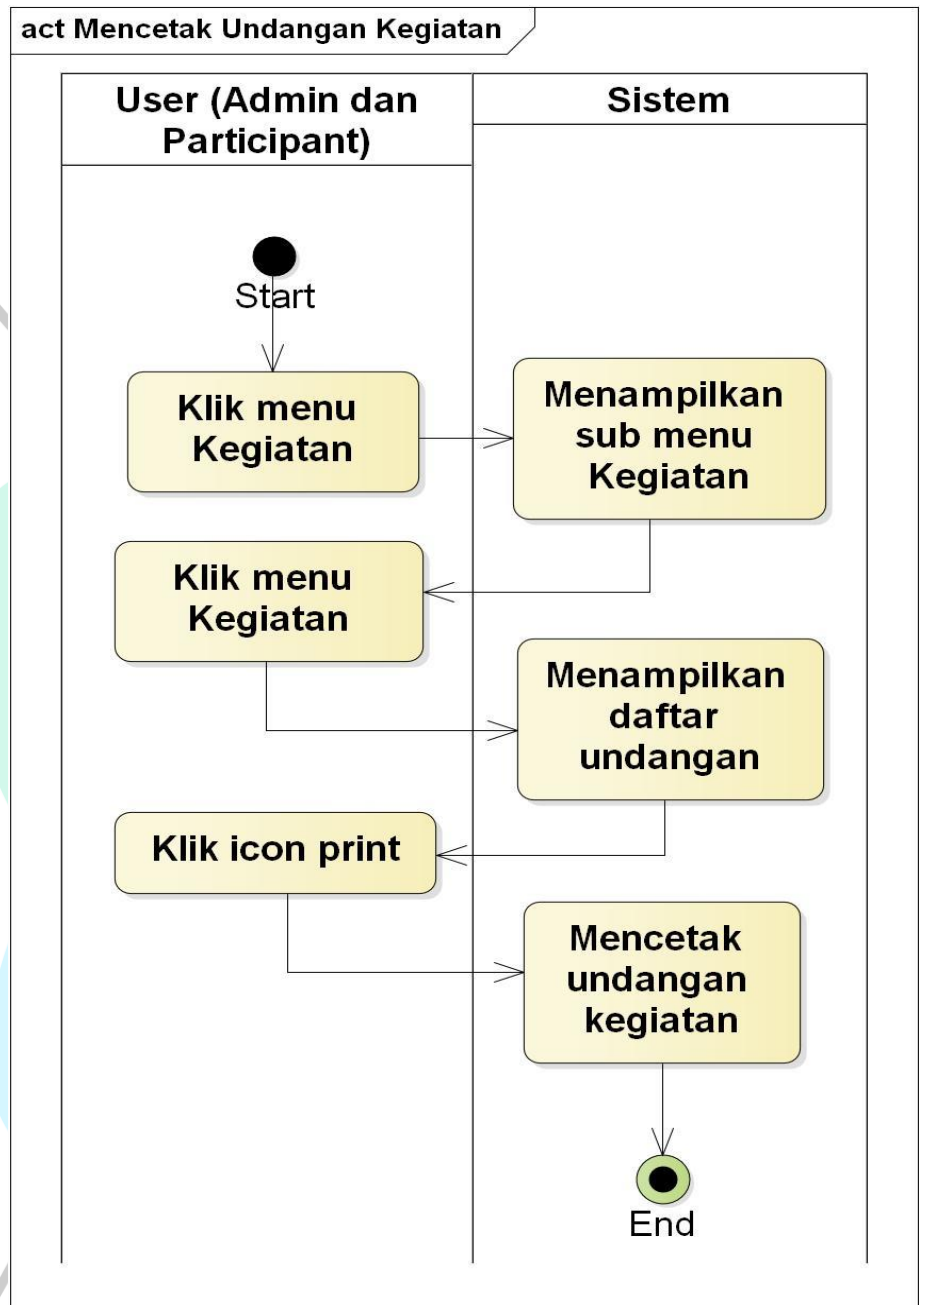 act Mencetak Undangan Kegiatan
User (Admin dan
Participant)
Sistem
Start
Klik menu
Kegiatan
Menampilkan
sub menu
Kegiatan
Klik menu
Kegiatan
Menampilkan
daftar
undangan
Klik icon print
Mencetak
undangan
kegiatan
End